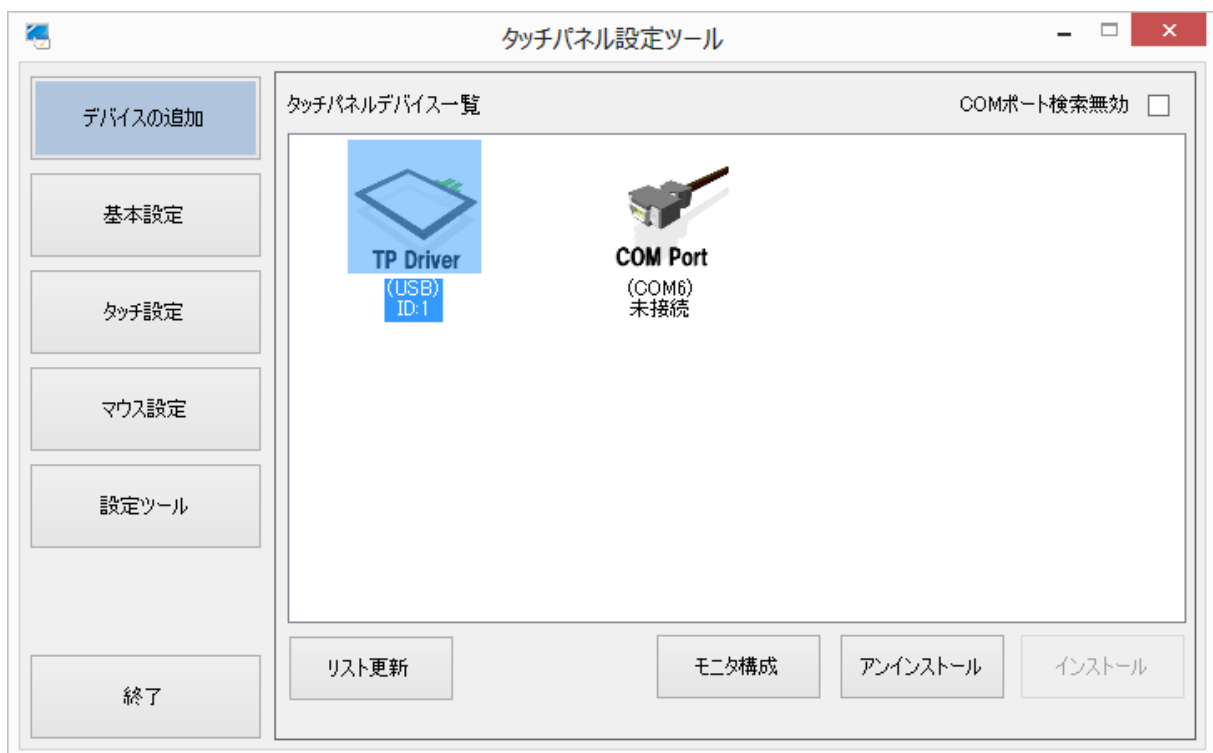 タッチパネル設定ツール
デバイスの追加
基本設定
タッチ設定
マウス設定
設定ツール
終了
タッチパネルデバイス一覧
COMポート検索無効
TP Driver
(USB)
ID:1
COM Port
(COM6)
未接続
リスト更新
モニタ構成
アンインストール
インストール